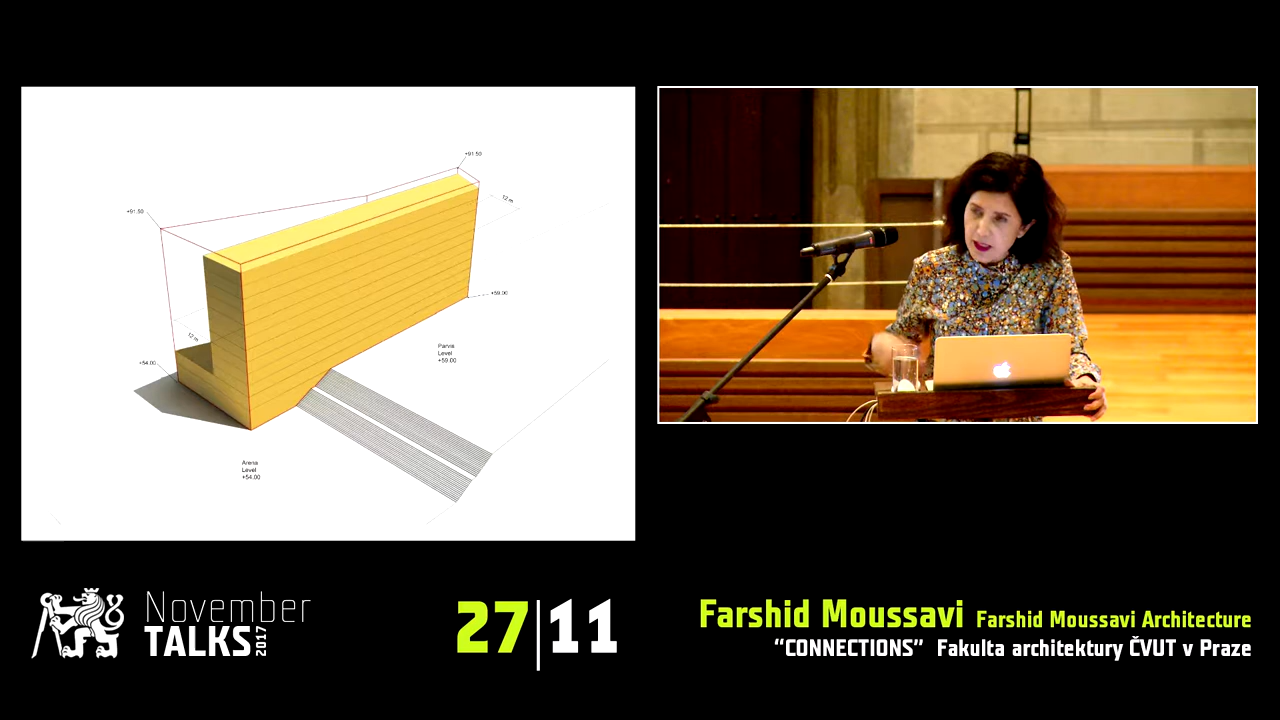 +91.50
+91.50
12 m
+59.00
12 m
+54.00
Parvis
Level
+59.00
Arena
Level
+54.00
November
TALKS 2017
27|11
Farshid Moussavi Farshid Moussavi Architecture
“CONNECTIONS” Fakulta architektury ČVUT v Praze